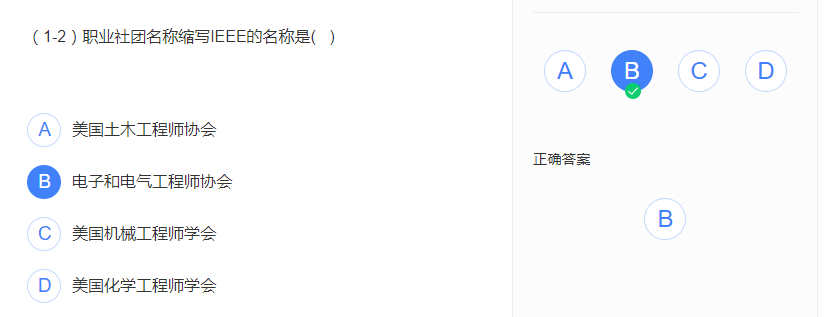 （1-2）职业社团名称缩写IEEE的名称是(   )
A 美国土木工程师协会
B 电子和电气工程师协会
C 美国机械工程师学会
D 美国化学工程师学会
A B C D
正确答案
B